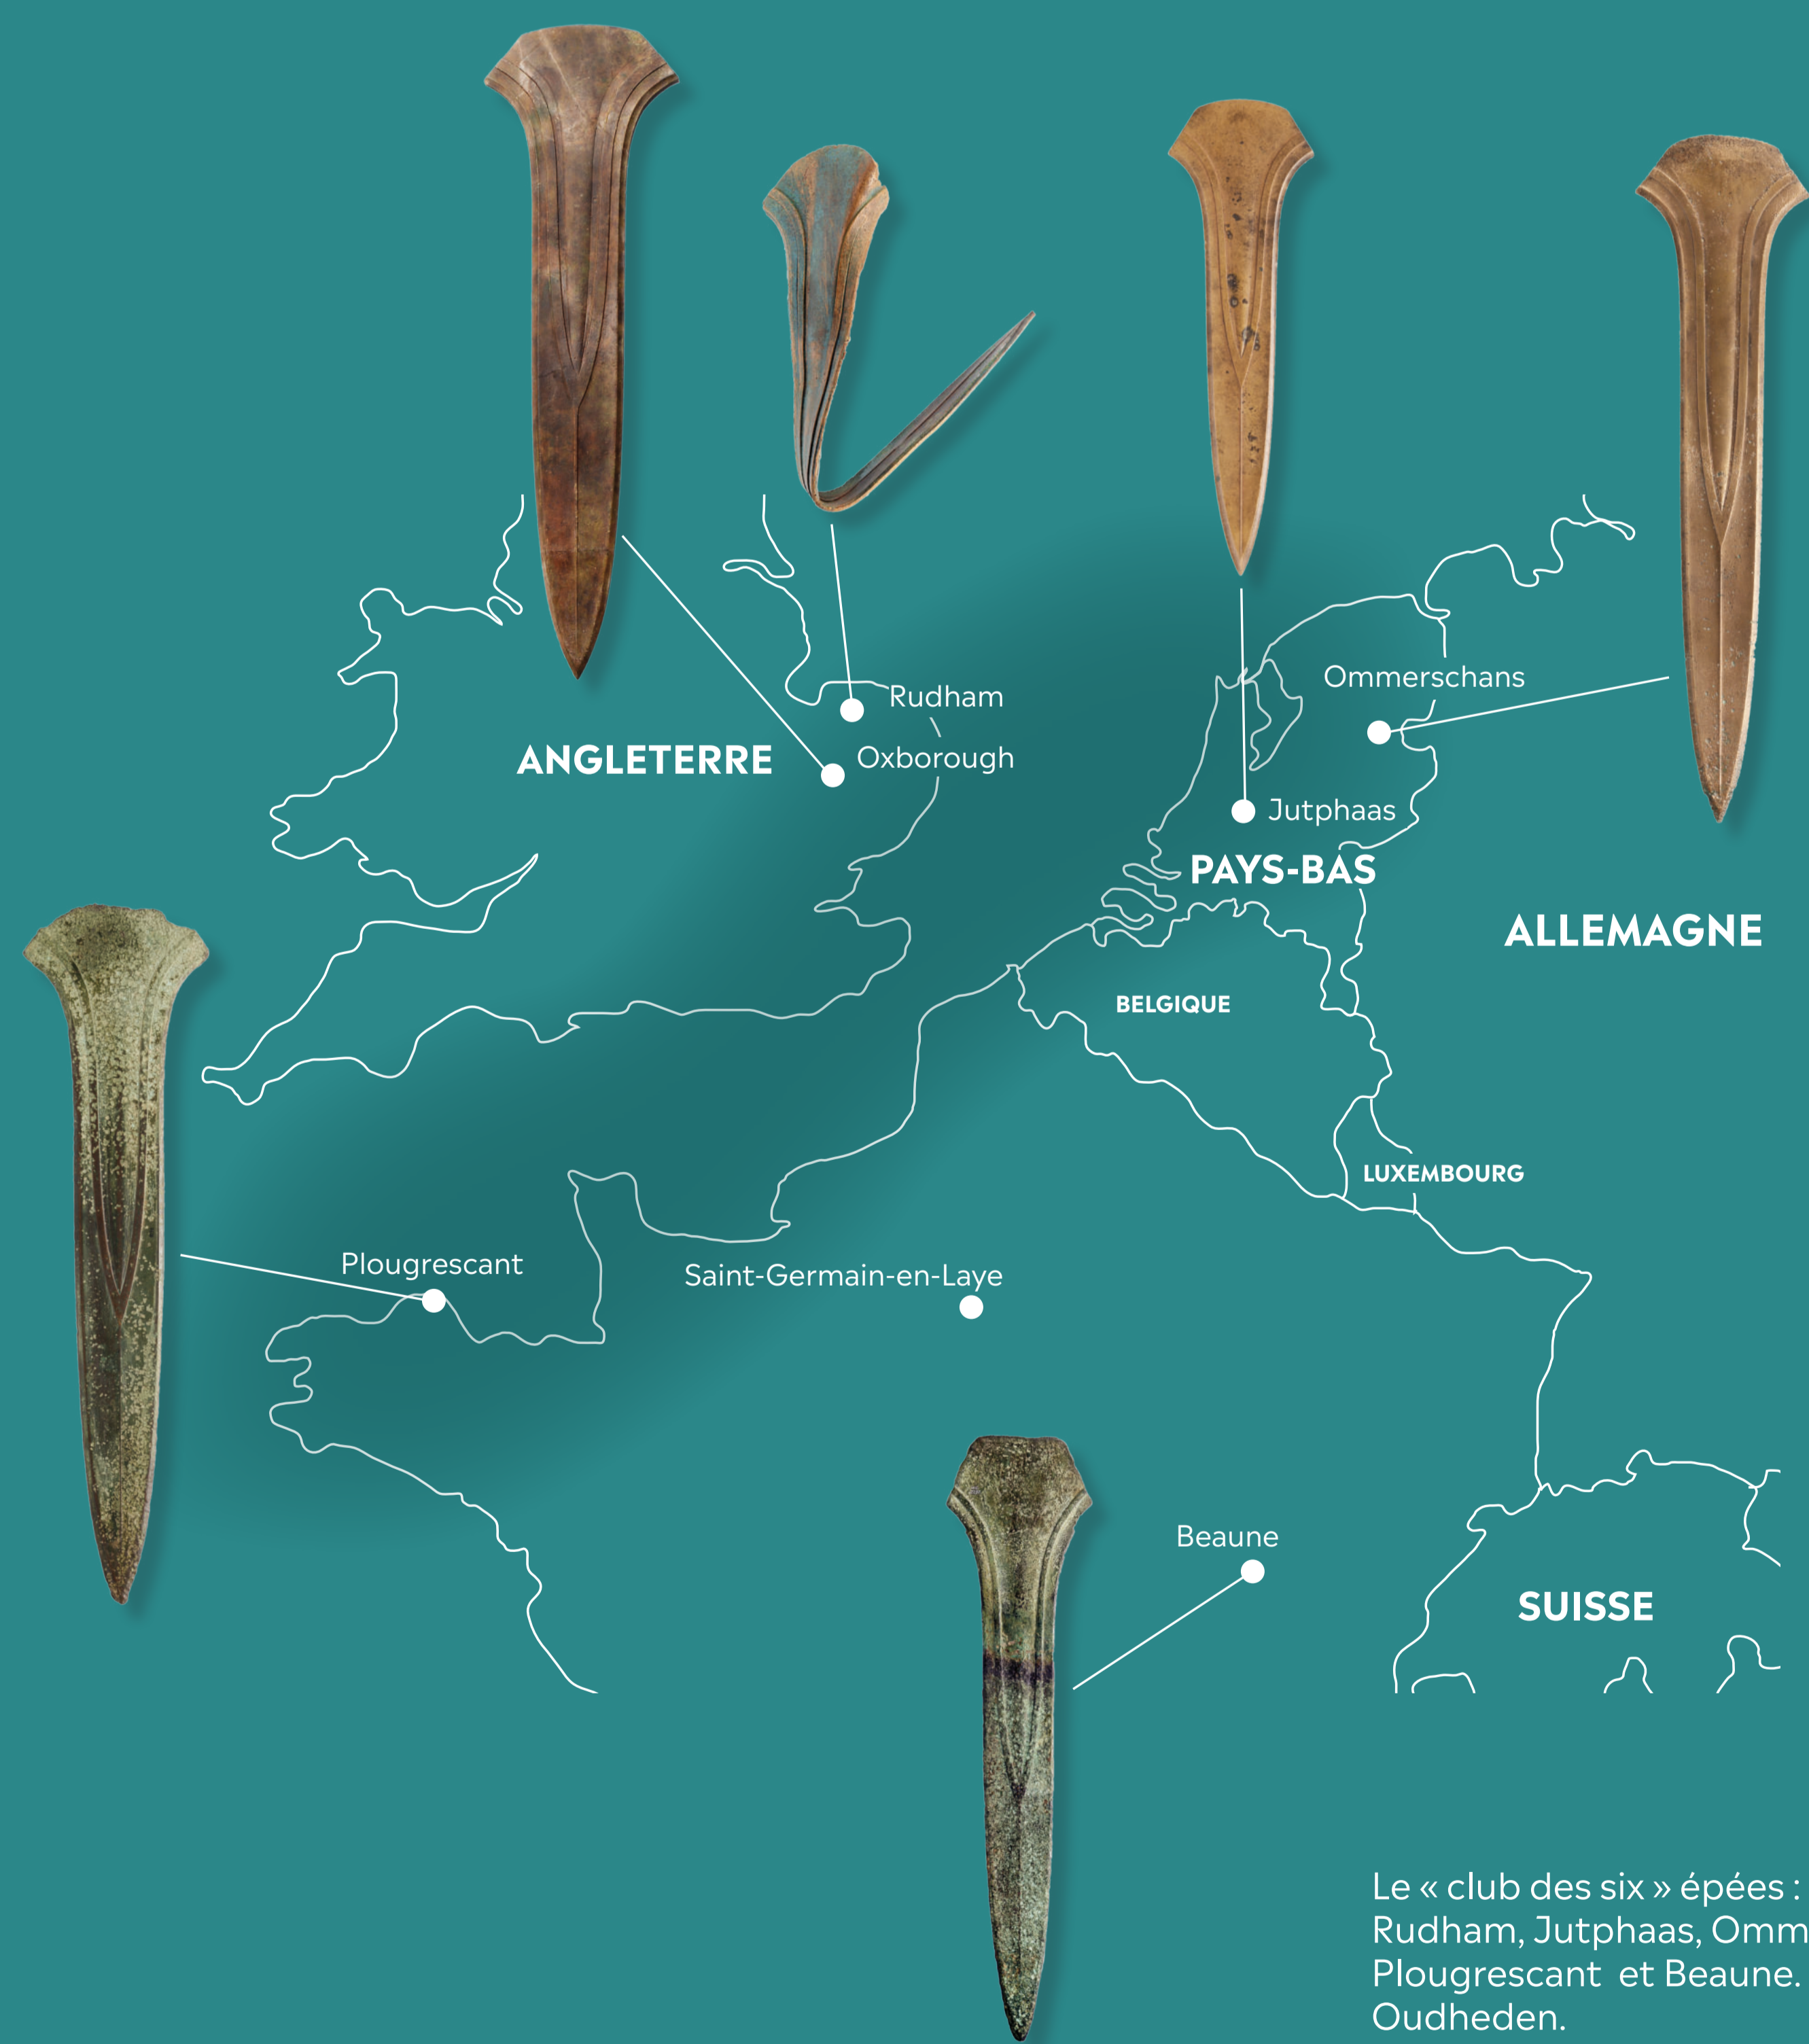 Rudham
Ommerschans
ANGLETERRE
Oxborough
Jutphaas
PAYS-BAS
ALLEMAGNE
BELGIQUE
LUXEMBOURG
Plougrescant
Saint-Germain-en-Laye
Beaune
SUISSE
Le « club des six » épées :
Rudham, Jutphaas, Omm
Plougrescant et Beaune.
Oudheden.